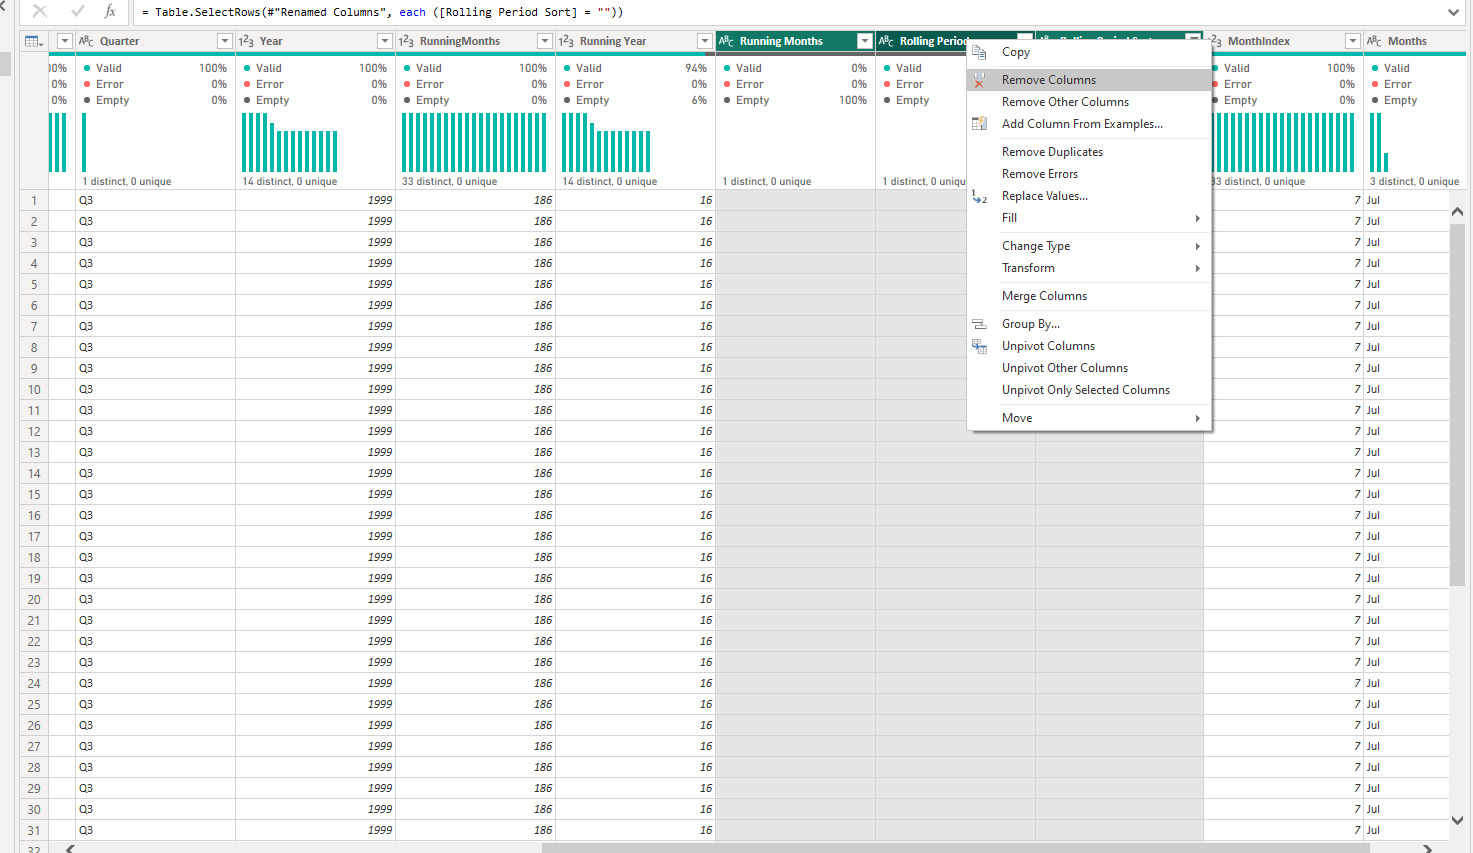 fx = Table.SelectRows(#"Renamed Columns", each ([Rolling Period Sort] = ""))
ABC Quarter 123 Year 123 RunningMonths 123 Running Year ABC Running Months ABC Rolling Period 23 MonthIndex ABC Months
Valid 100% Valid 100% Valid 100% Valid 94% Valid 0% Valid Valid 100% Valid
0% Error 0% Error 0% Error 0% Error 0% Error 0% Error Error 0% Error
0% Empty 0% Empty 0% Empty 0% Empty 6% Empty 100% Empty Empty 0% Empty
1 distinct, 0 unique 14 distinct, 0 unique 33 distinct, 0 unique 14 distinct, 0 unique 1 distinct, 0 unique 1 distinct, 0 33 distinct, 0 unique 3 distinct, 0 unique
Copy
Remove Columns
Remove Other Columns
Add Column From Examples...
Remove Duplicates
Remove Errors
Replace Values...
Fill
Change Type
Transform
Merge Columns
Group By...
Unpivot Columns
Unpivot Other Columns
Unpivot Only Selected Columns
Move
1 Q3 1999 186 16 7 Jul
2 Q3 1999 186 16 7 Jul
3 Q3 1999 186 16 7 Jul
4 Q3 1999 186 16 7 Jul
5 Q3 1999 186 16 7 Jul
6 Q3 1999 186 16 7 Jul
7 Q3 1999 186 16 7 Jul
8 Q3 1999 186 16 7 Jul
9 Q3 1999 186 16 7 Jul
10 Q3 1999 186 16 7 Jul
11 Q3 1999 186 16 7 Jul
12 Q3 1999 186 16 7 Jul
13 Q3 1999 186 16 7 Jul
14 Q3 1999 186 16 7 Jul
15 Q3 1999 186 16 7 Jul
16 Q3 1999 186 16 7 Jul
17 Q3 1999 186 16 7 Jul
18 Q3 1999 186 16 7 Jul
19 Q3 1999 186 16 7 Jul
20 Q3 1999 186 16 7 Jul
21 Q3 1999 186 16 7 Jul
22 Q3 1999 186 16 7 Jul
23 Q3 1999 186 16 7 Jul
24 Q3 1999 186 16 7 Jul
25 Q3 1999 186 16 7 Jul
26 Q3 1999 186 16 7 Jul
27 Q3 1999 186 16 7 Jul
28 Q3 1999 186 16 7 Jul
29 Q3 1999 186 16 7 Jul
30 Q3 1999 186 16 7 Jul
31 Q3 1999 186 16 7 Jul
32